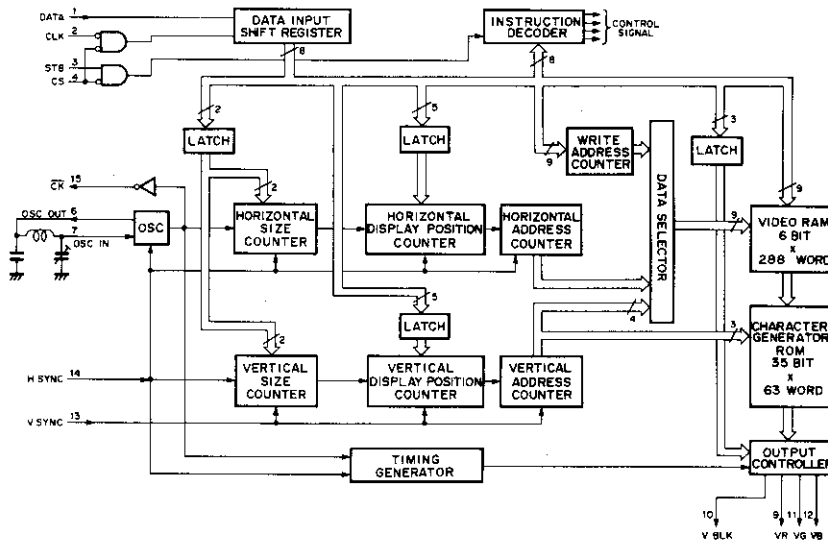 DATA 1
CLK 2
STB 3
CS 4
DATA INPUT
SHIFT REGISTER
8
INSTRUCTION
DECODER
CONTROL
SIGNAL
8
2
LATCH
5
LATCH
9
WRITE ADDRESS
COUNTER
DATA SELECTOR
3
LATCH
9
CK 15
OSC OUT 6
7 OSC IN
OSC
2
HORIZONTAL
SIZE
COUNTER
HORIZONTAL
DISPLAY POSITION
COUNTER
HORIZONTAL
ADDRESS
COUNTER
9
VIDEO RAM
6 BIT
x
288 WORD
5
LATCH
4
3
CHARACTER
GENERATOR
ROM
35 BIT
x
63 WORD
H SYNC 14
V SYNC 13
2
VERTICAL
SIZE
COUNTER
VERTICAL
DISPLAY POSITION
COUNTER
VERTICAL
ADDRESS
COUNTER
TIMING
GENERATOR
OUTPUT
CONTROLLER
10 9 11 12
V BLK VR VG VB